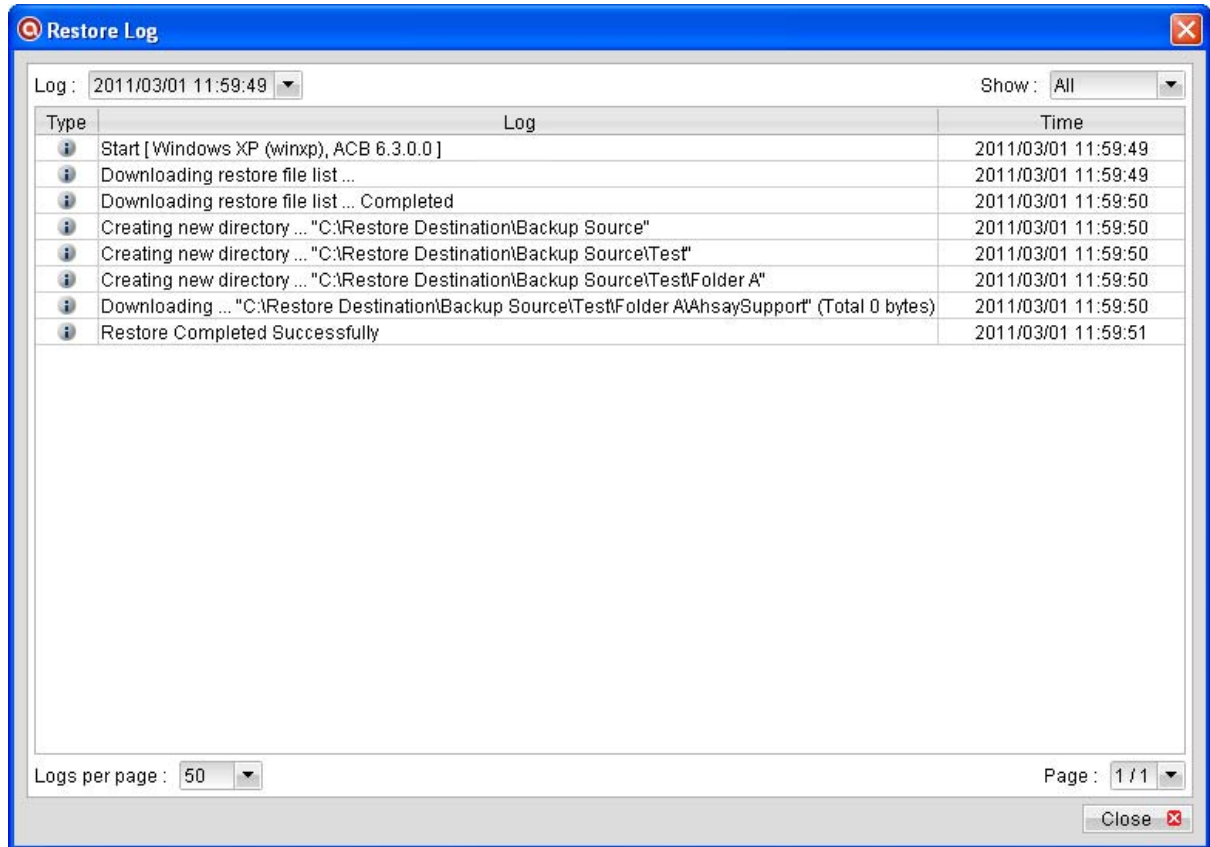 Restore Log
Log : 2011/03/01 11:59:49 Show : All
Type Log Time
Start [ Windows XP (winxp), ACB 6.3.0.0 ] 2011/03/01 11:59:49
Downloading restore file list ... 2011/03/01 11:59:49
Downloading restore file list ... Completed 2011/03/01 11:59:50
Creating new directory ... "C:\Restore Destination\Backup Source" 2011/03/01 11:59:50
Creating new directory ... "C:\Restore Destination\Backup Source\Test" 2011/03/01 11:59:50
Creating new directory ... "C:\Restore Destination\Backup Source\Test\Folder A" 2011/03/01 11:59:50
Downloading ... "C:\Restore Destination\Backup Source\Test\Folder A\AhsaySupport" (Total 0 bytes) 2011/03/01 11:59:50
Restore Completed Successfully 2011/03/01 11:59:51
Logs per page : 50 Page : 1 / 1
Close